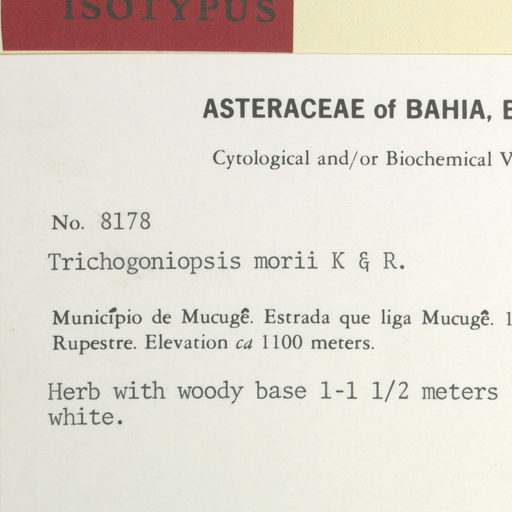 ISOTYPUS
ASTERACEAE of BAHIA,
Cytological and/or Biochemical
No. 8178
Trichogoniopsis morii K & R.
Município de Mucugê. Estrada que liga Mucugê.
Rupestre. Elevation ca 1100 meters.
Herb with woody base 1-1 1/2 meters
white.